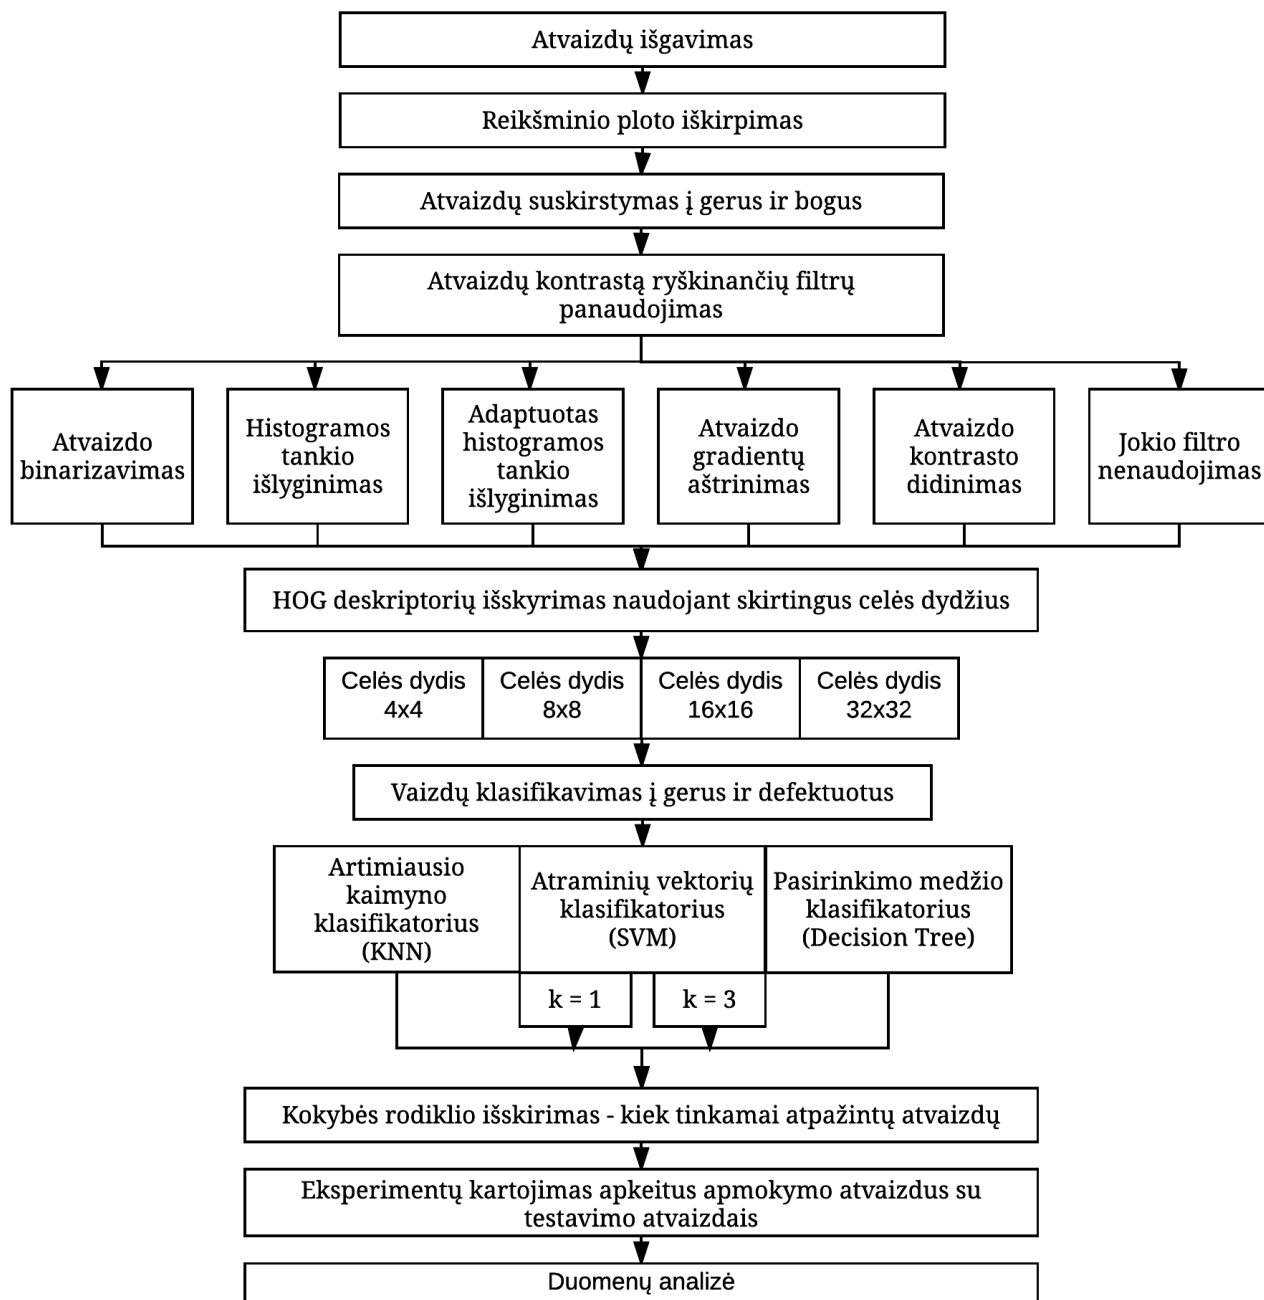 Atvaizdų išgavimas
Reikšminio ploto iškirpimas
Atvaizdų suskirstymas į gerus ir bogus
Atvaizdų kontrastą ryškinančių filtrų
panaudojimas
Atvaizdo
binarizavimas
Histogramos
tankio
išlyginimas
Adaptuotas
histogramos
tankio
išlyginimas
Atvaizdo
gradientų
aštrinimas
Atvaizdo
kontrasto
didinimas
Jokio filtro
nenaudojimas
HOG deskriptorių išskyrimas naudojant skirtingus celės dydžius
Celės dydis
4x4
Celės dydis
8x8
Celės dydis
16x16
Celės dydis
32x32
Vaizdų klasifikavimas į gerus ir defektuotus
Artimiausio
kaimyno
klasifikatorius
(KNN)
Atraminių vektorių
klasifikatorius
(SVM)
Pasirinkimo medžio
klasifikatorius
(Decision Tree)
k = 1
k = 3
Kokybės rodiklio išskirimas - kiek tinkamai atpažintų atvaizdų
Eksperimentų kartojimas apkeitus apmokymo atvaizdus su
testavimo atvaizdais
Duomenų analizė